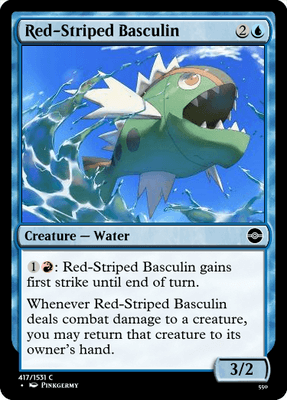 Red-Striped Basculin 2
Creature — Water
1: Red-Striped Basculin gains
first strike until end of turn.
Whenever Red-Striped Basculin
deals combat damage to a creature,
you may return that creature to its
owner's hand.
3/2
417/1531 C
• PINKGERMY
550